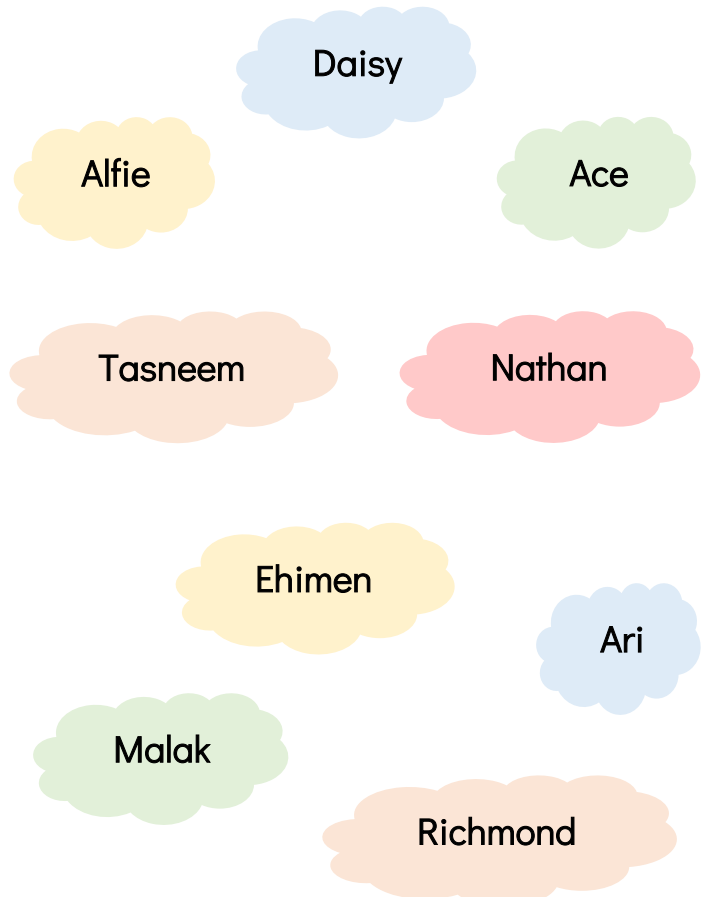 Daisy
Alfie
Ace
Tasneem
Nathan
Ehimen
Ari
Malak
Richmond